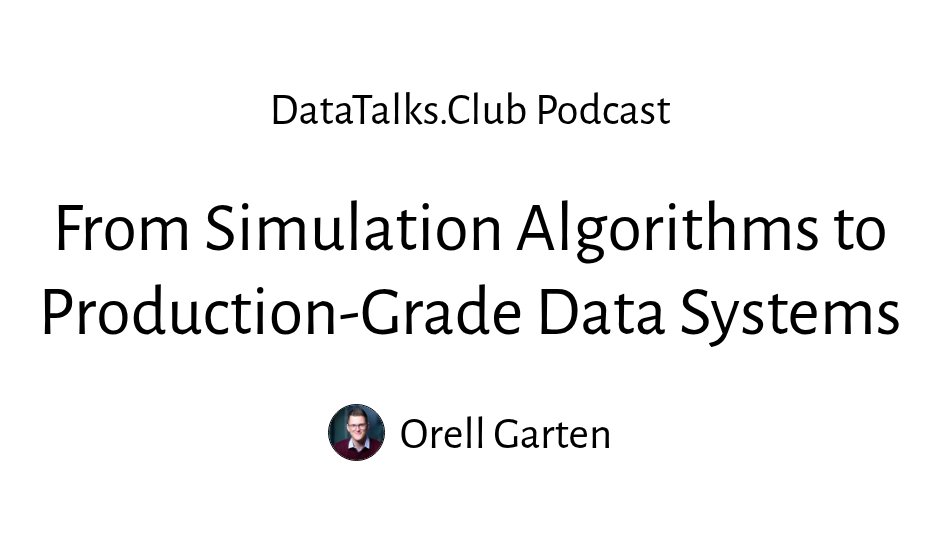 DataTalks.Club Podcast
From Simulation Algorithms to
Production-Grade Data Systems
Orell Garten